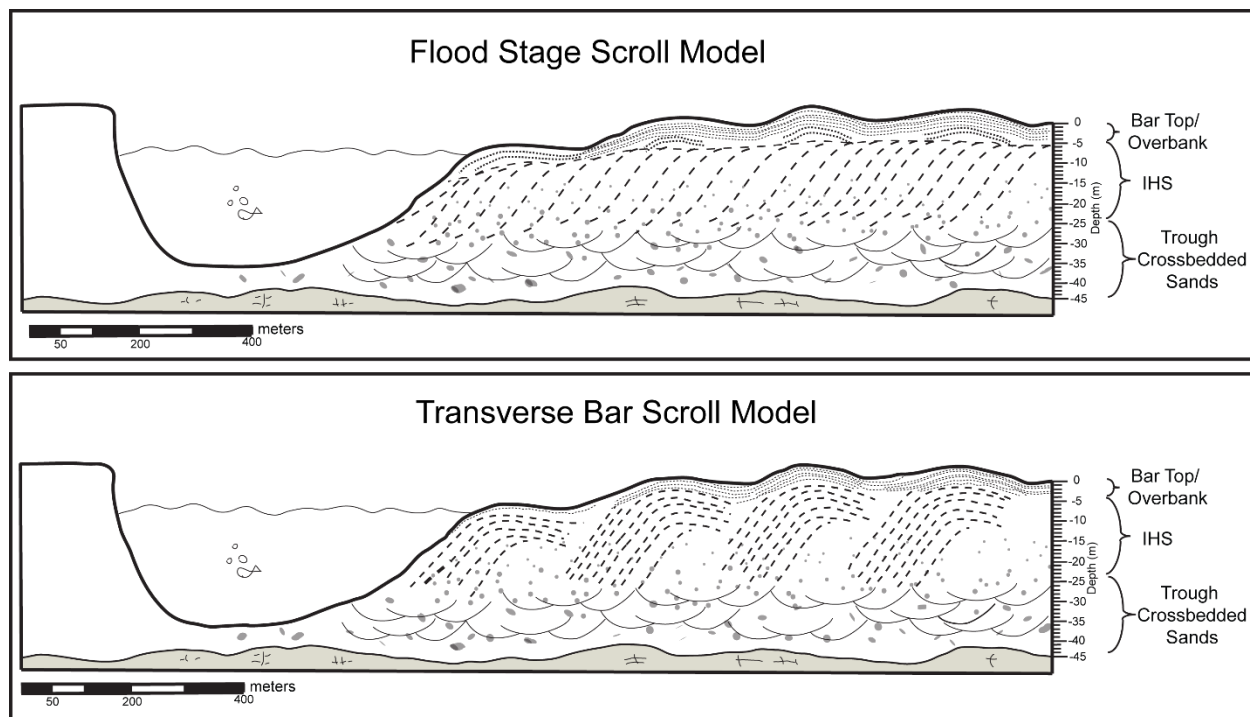 Flood Stage Scroll Model
0
-5
-10
-15
-20
-25
-30
-35
-40
-45
Depth (m)
Bar Top/
Overbank
IHS
Trough
Crossbedded
Sands
meters
50
200
400
Transverse Bar Scroll Model
0
-5
-10
-15
-20
-25
-30
-35
-40
-45
Depth (m)
Bar Top/
Overbank
IHS
Trough
Crossbedded
Sands
meters
50
200
400